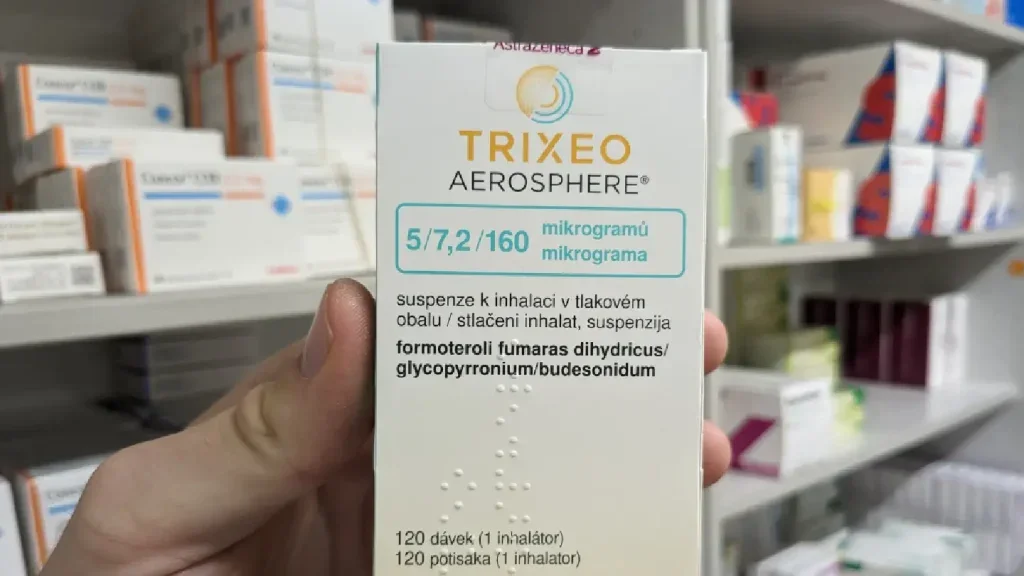 AstraZeneca
TRIXEO
AEROSPHERE®
5/7,2/160 mikrogramů
mikrograma
suspenze k inhalaci v tlakovém
obalu / stlačeni inhalat, suspenzija
formoteroli fumaras dihydricus/
glycopyrronium/budesonidum
120 dávek (1 inhalátor)
120 potisaka (1 inhalator)